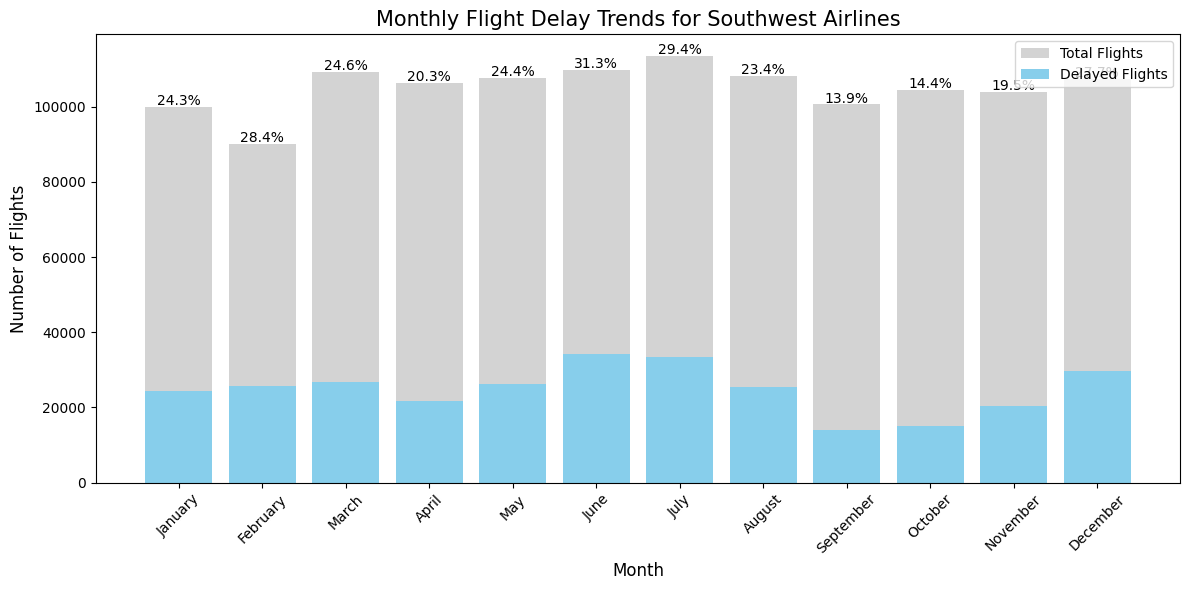 Monthly Flight Delay Trends for Southwest Airlines
Total Flights
Delayed Flights
24.3%
28.4%
24.6%
20.3%
24.4%
31.3%
29.4%
23.4%
13.9%
14.4%
19.5%
Number of Flights
100000
80000
60000
40000
20000
0
January
February
March
April
May
June
July
August
September
October
November
December
Month